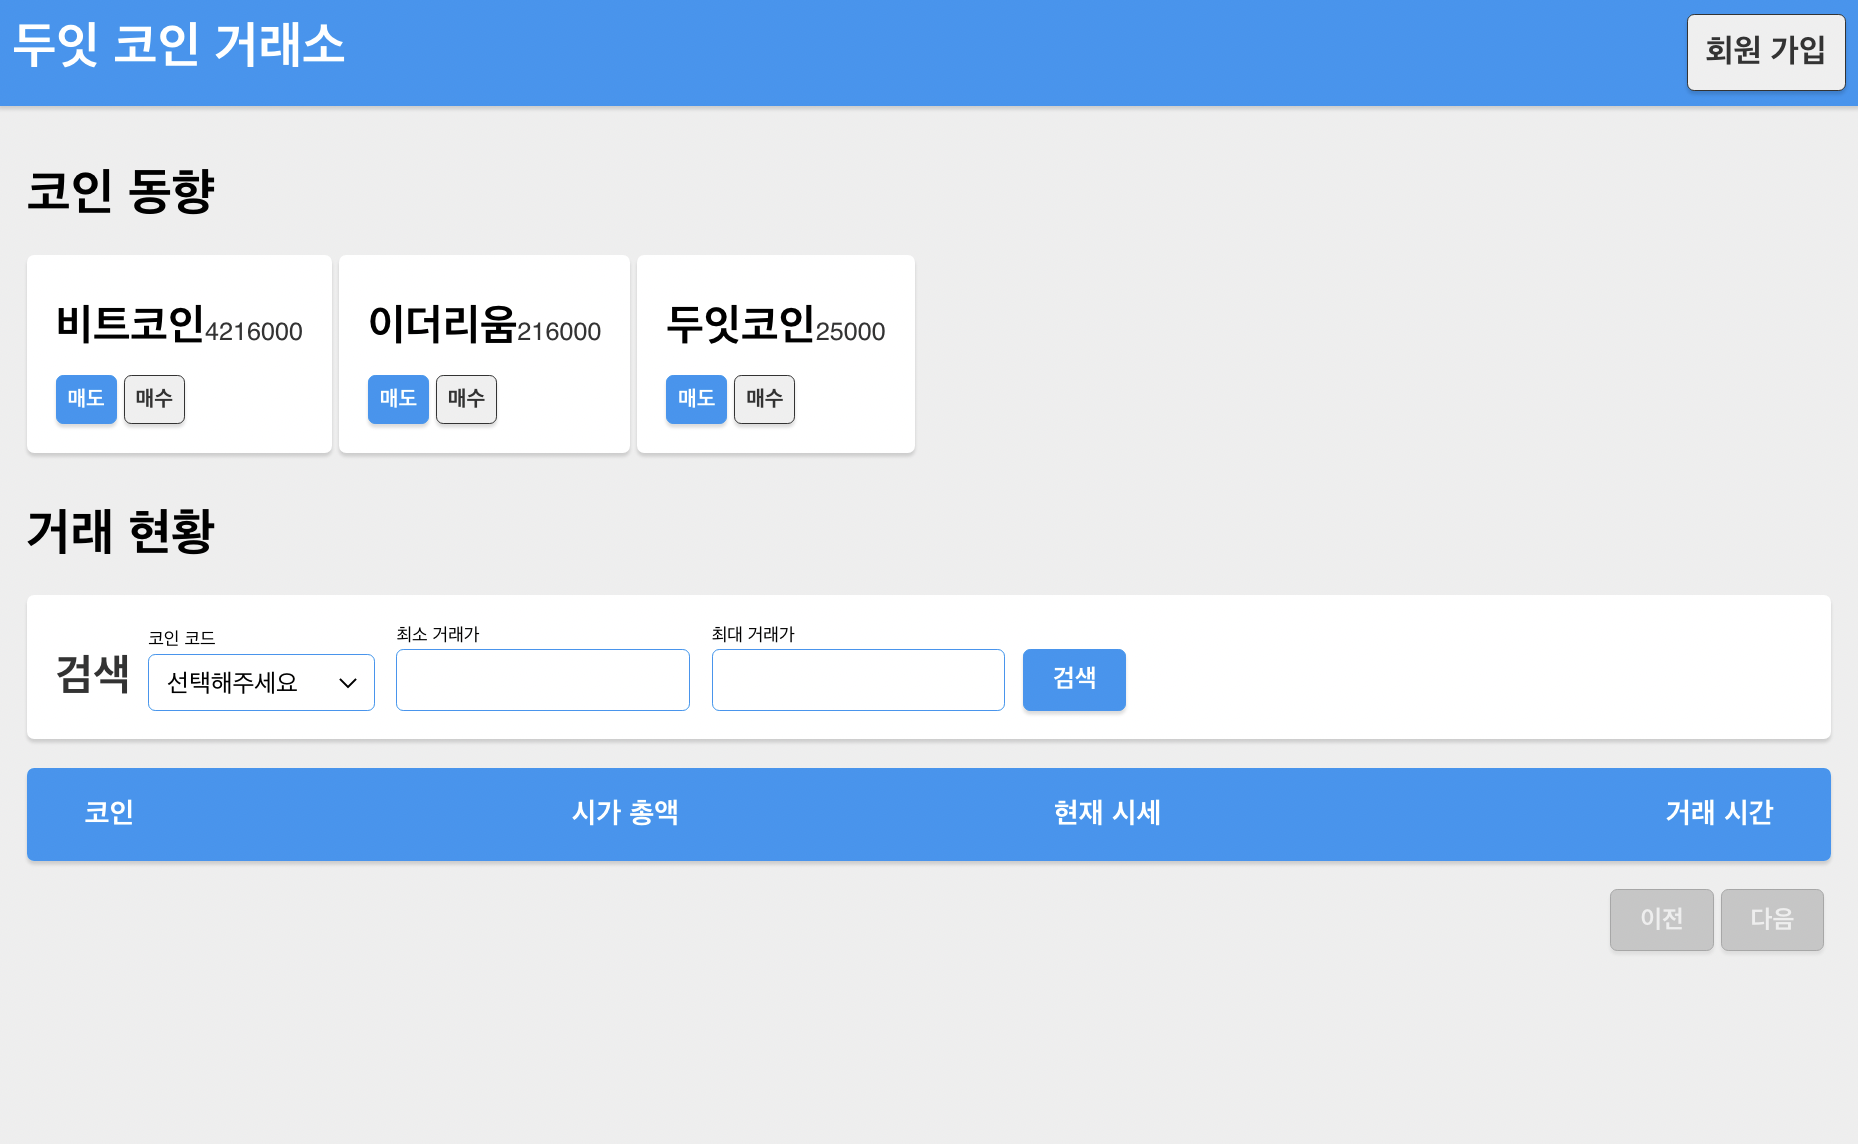 두잇 코인 거래소 회원 가입
코인 동향
비트코인4216000 이더리움216000 두잇코인25000
매도 매수 매도 매수 매도 매수
거래 현황
코인 코드 최소 거래가 최대 거래가
검색 선택해주세요 검색
코인 시가 총액 현재 시세 거래 시간
이전 다음